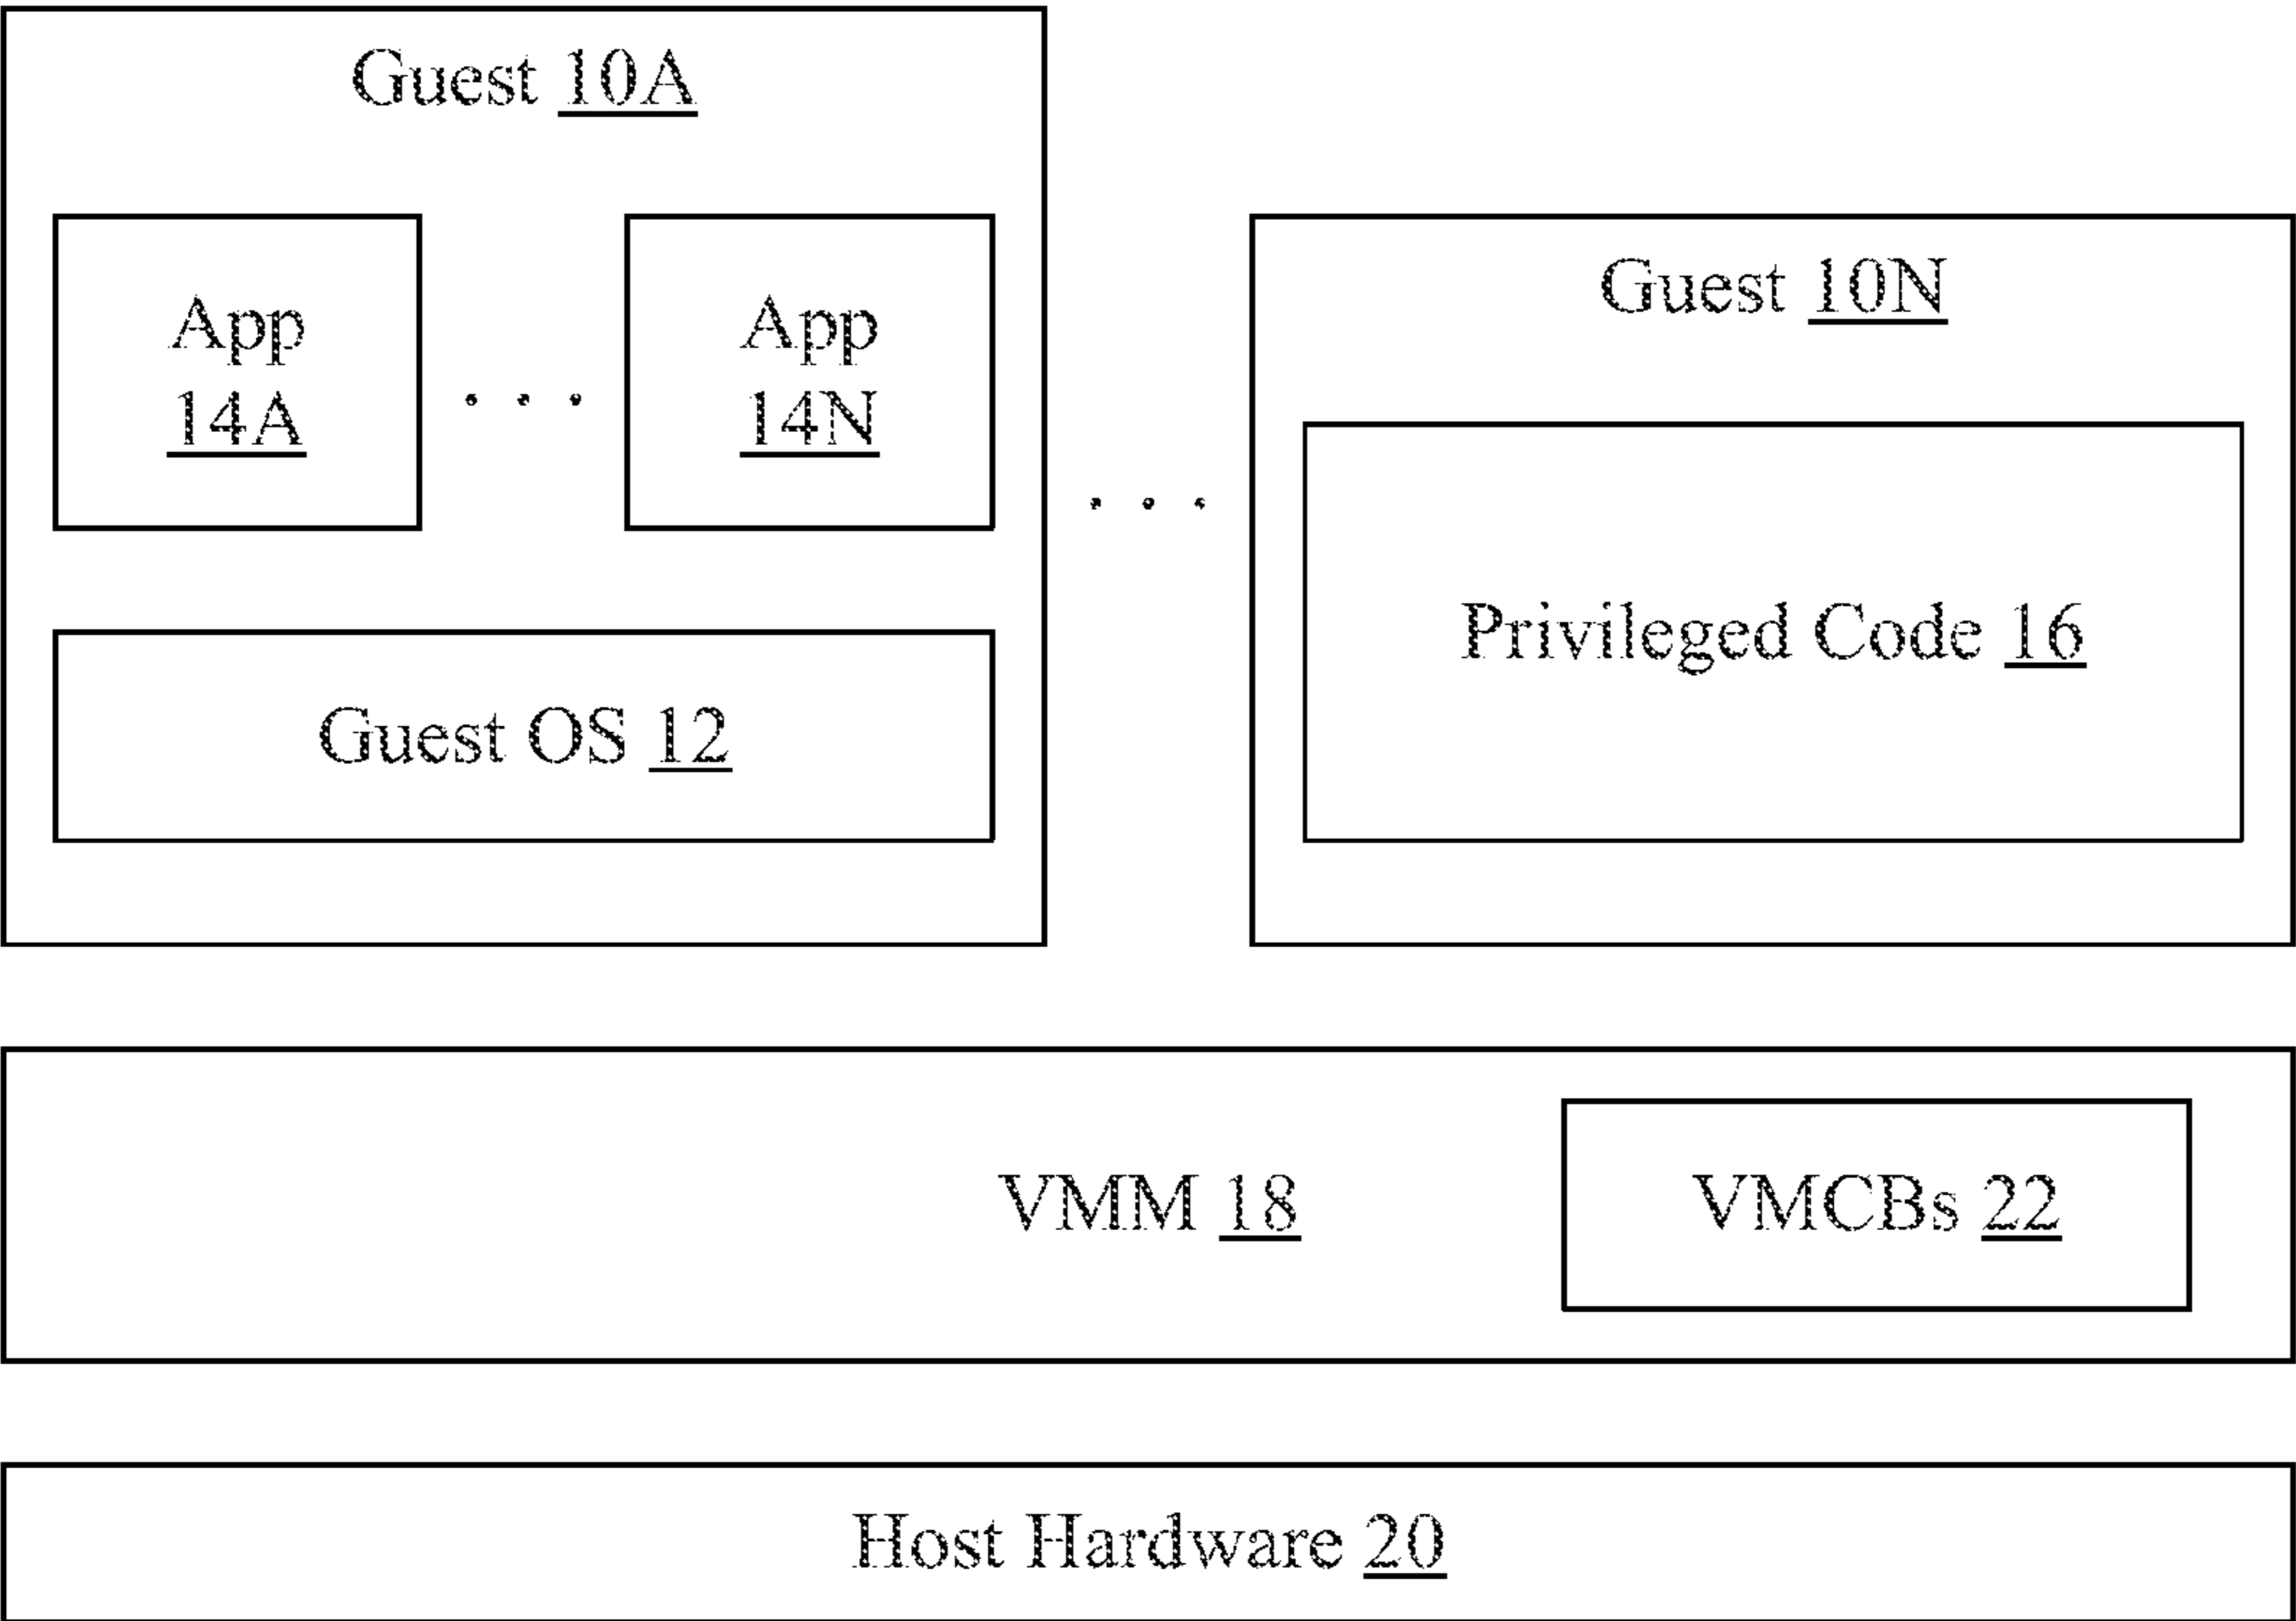 Guest 10A
App
14A
. . .
App
14N
Guest OS 12
. . .
Guest 10N
Privileged Code 16
VMM 18
VMCBs 22
Host Hardware 20